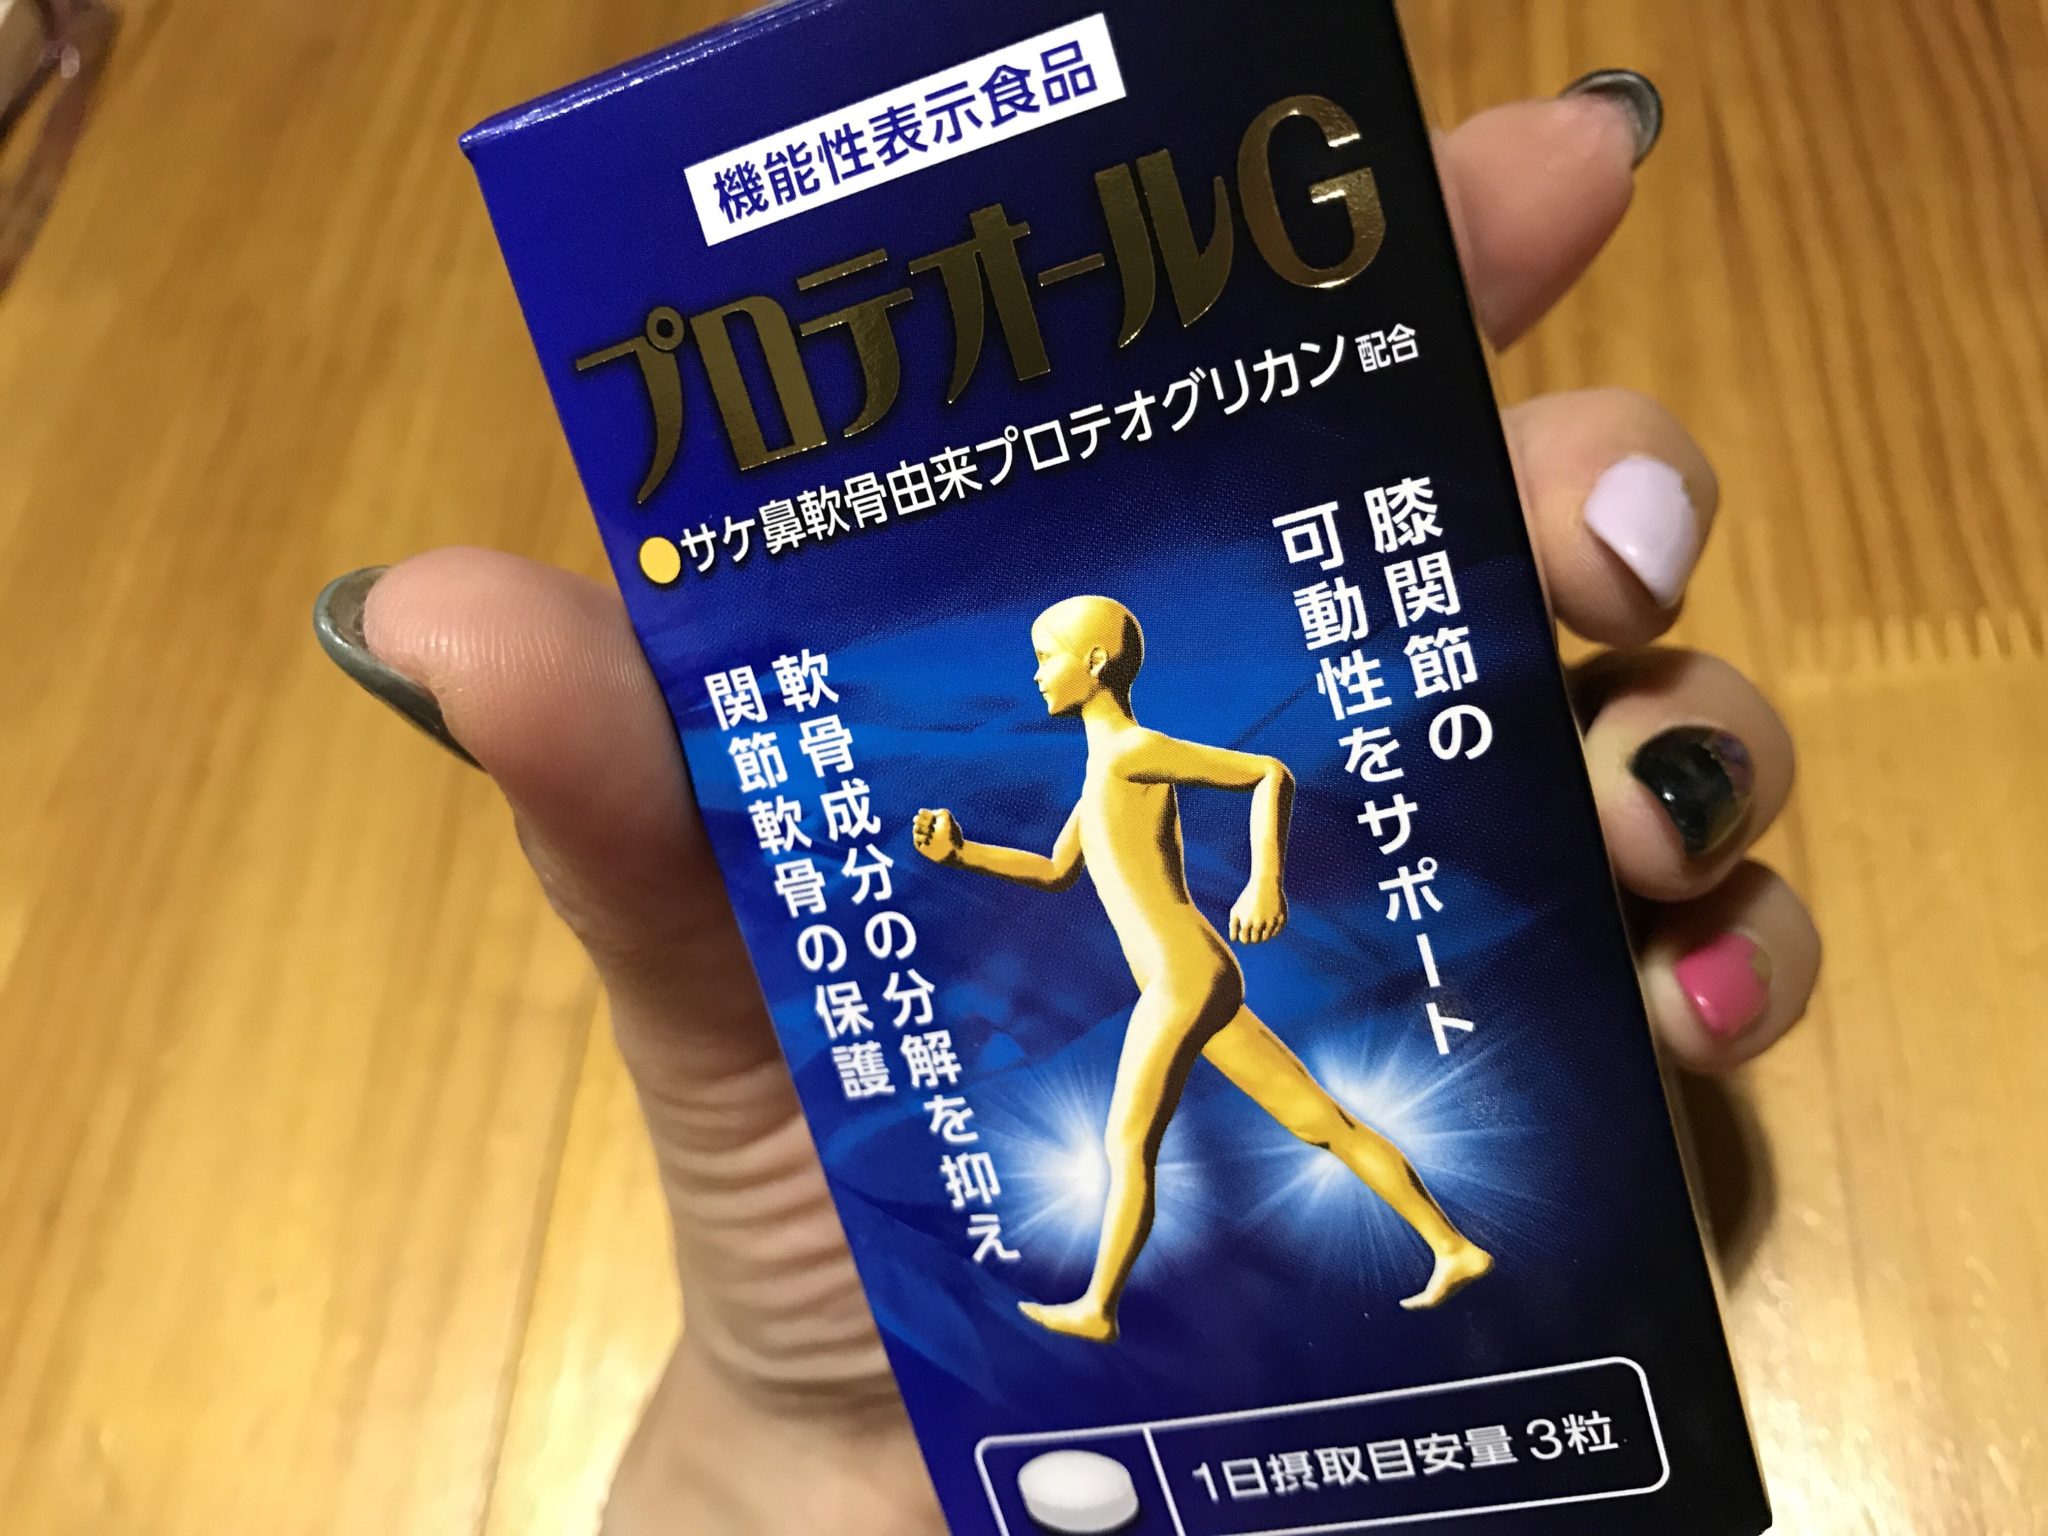 機能性表示食品
プロテオールG
●サケ鼻軟骨由来プロテオグリカン配合
膝関節の
可動性をサポート
軟骨成分の分解を抑え
関節軟骨の保護
1日摂取目安量 3粒